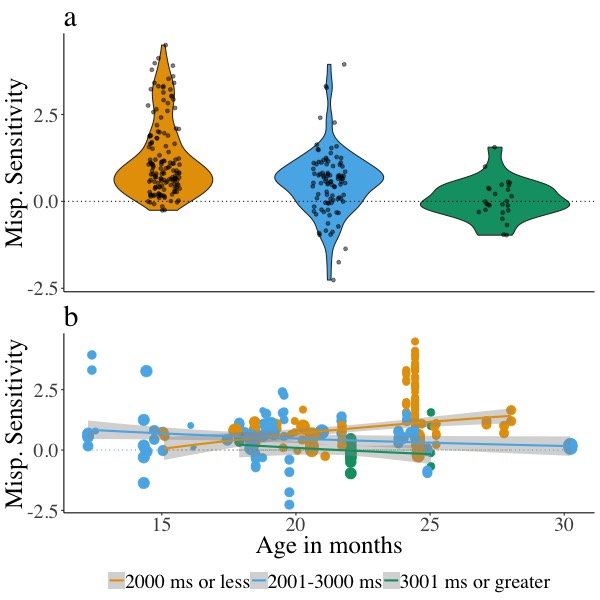 a
Misp. Sensitivity
2.5
0.0
-2.5
b
Misp. Sensitivity
2.5
0.0
-2.5
15 20 25 30
Age in months
2000 ms or less 2001-3000 ms 3001 ms or greater